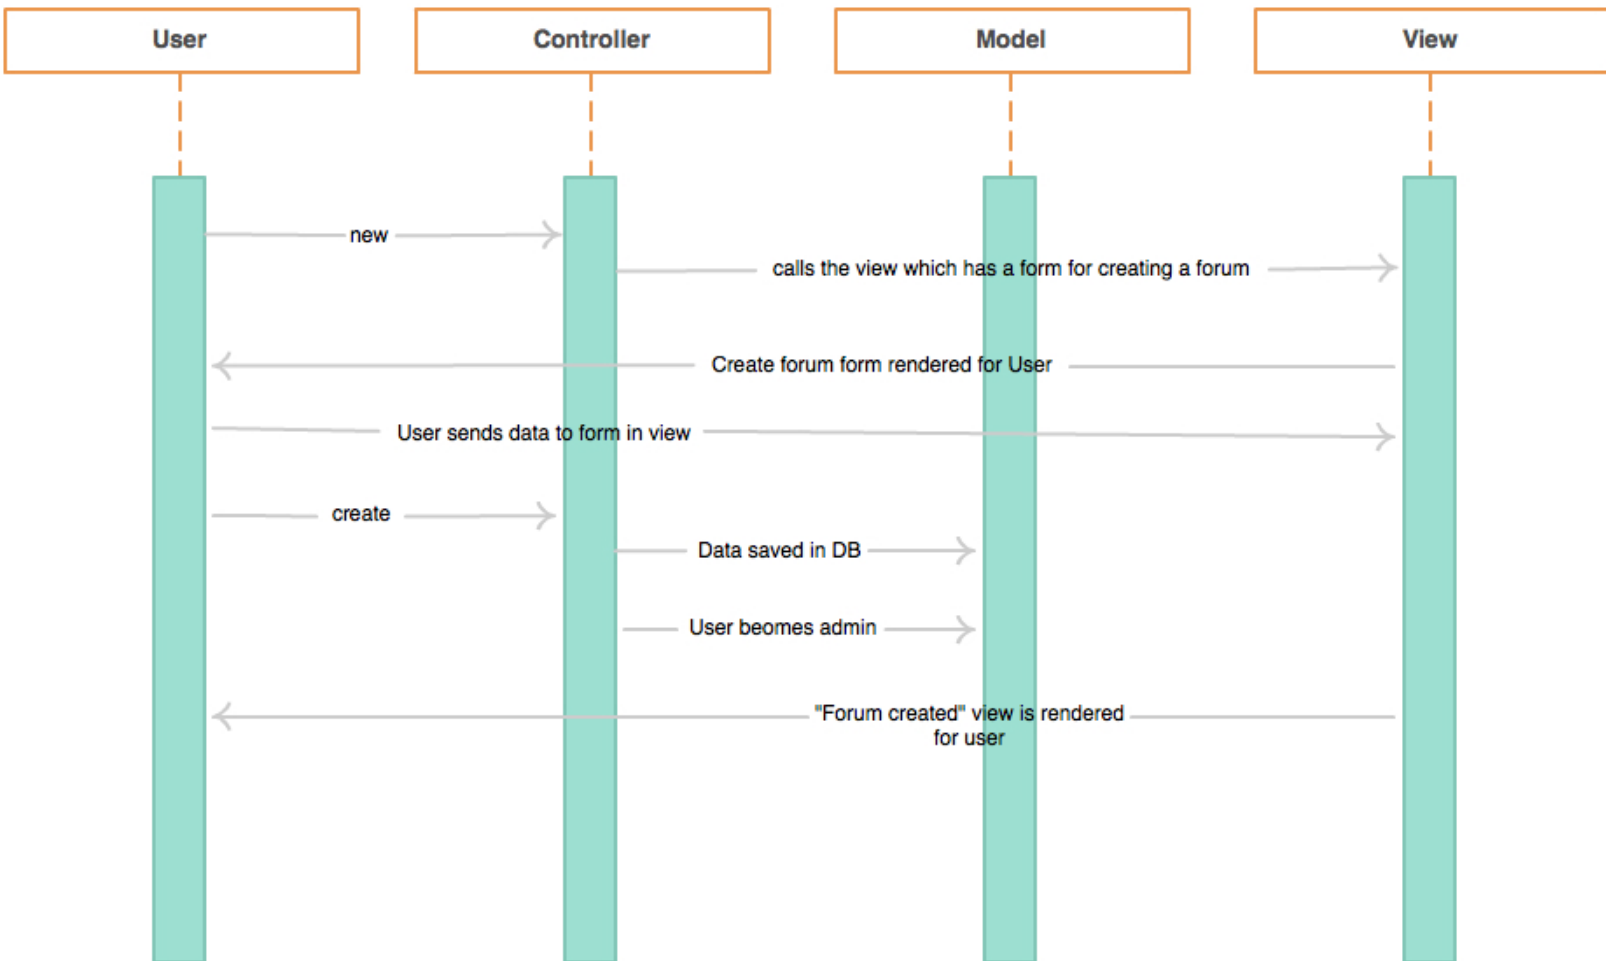 User
Controller
Model
View
new
calls the view which has a form for creating a forum
Create forum form rendered for User
User sends data to form in view
create
Data saved in DB
User beomes admin
"Forum created" view is rendered
for user